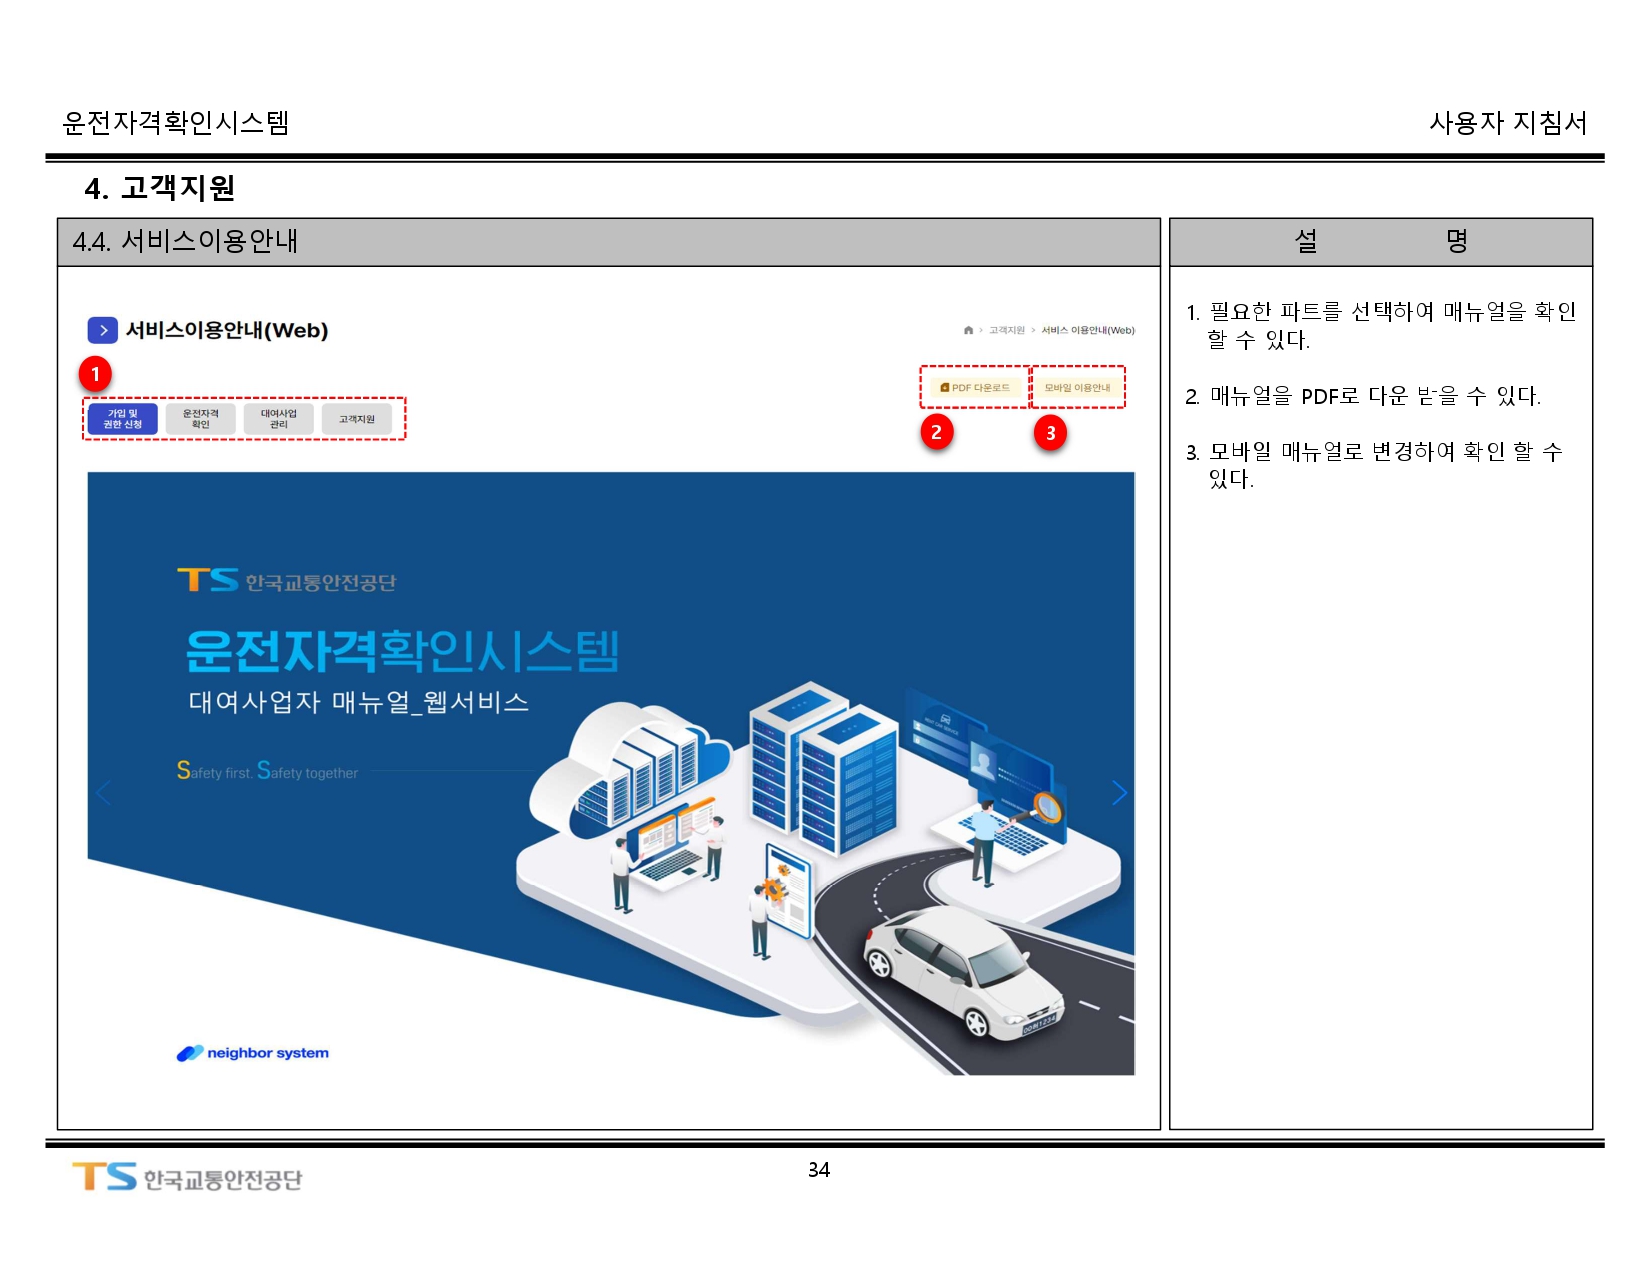 운전자격확인시스템
사용자 지침서
4. 고객지원
4.4. 서비스이용안내
서비스이용안내(Web)
고객지원 > 서비스 이용안내(Web)
1
가입 및
권한 신청
운전자격
확인
대여사업
관리
고객지원
PDF 다운로드
모바일 이용안내
2
3
TS 한국교통안전공단
운전자격확인시스템
대여사업자 매뉴얼_웹서비스
Safety first. Safety together
neighbor system
설 명
1. 필요한 파트를 선택하여 매뉴얼을 확인
할 수 있다.
2. 매뉴얼을 PDF로 다운 받을 수 있다.
3. 모바일 매뉴얼로 변경하여 확인 할 수
있다.
TS 한국교통안전공단
34